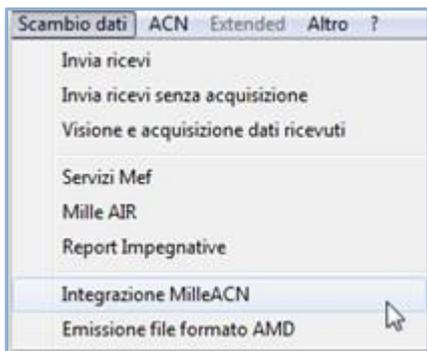 Scambio dati ACN Extended Altro ?
Invia ricevi
Invia ricevi senza acquisizione
Visione e acquisizione dati ricevuti
Servizi Mef
Mille AIR
Report Impegnative
Integrazione MilleACN
Emissione file formato AMD